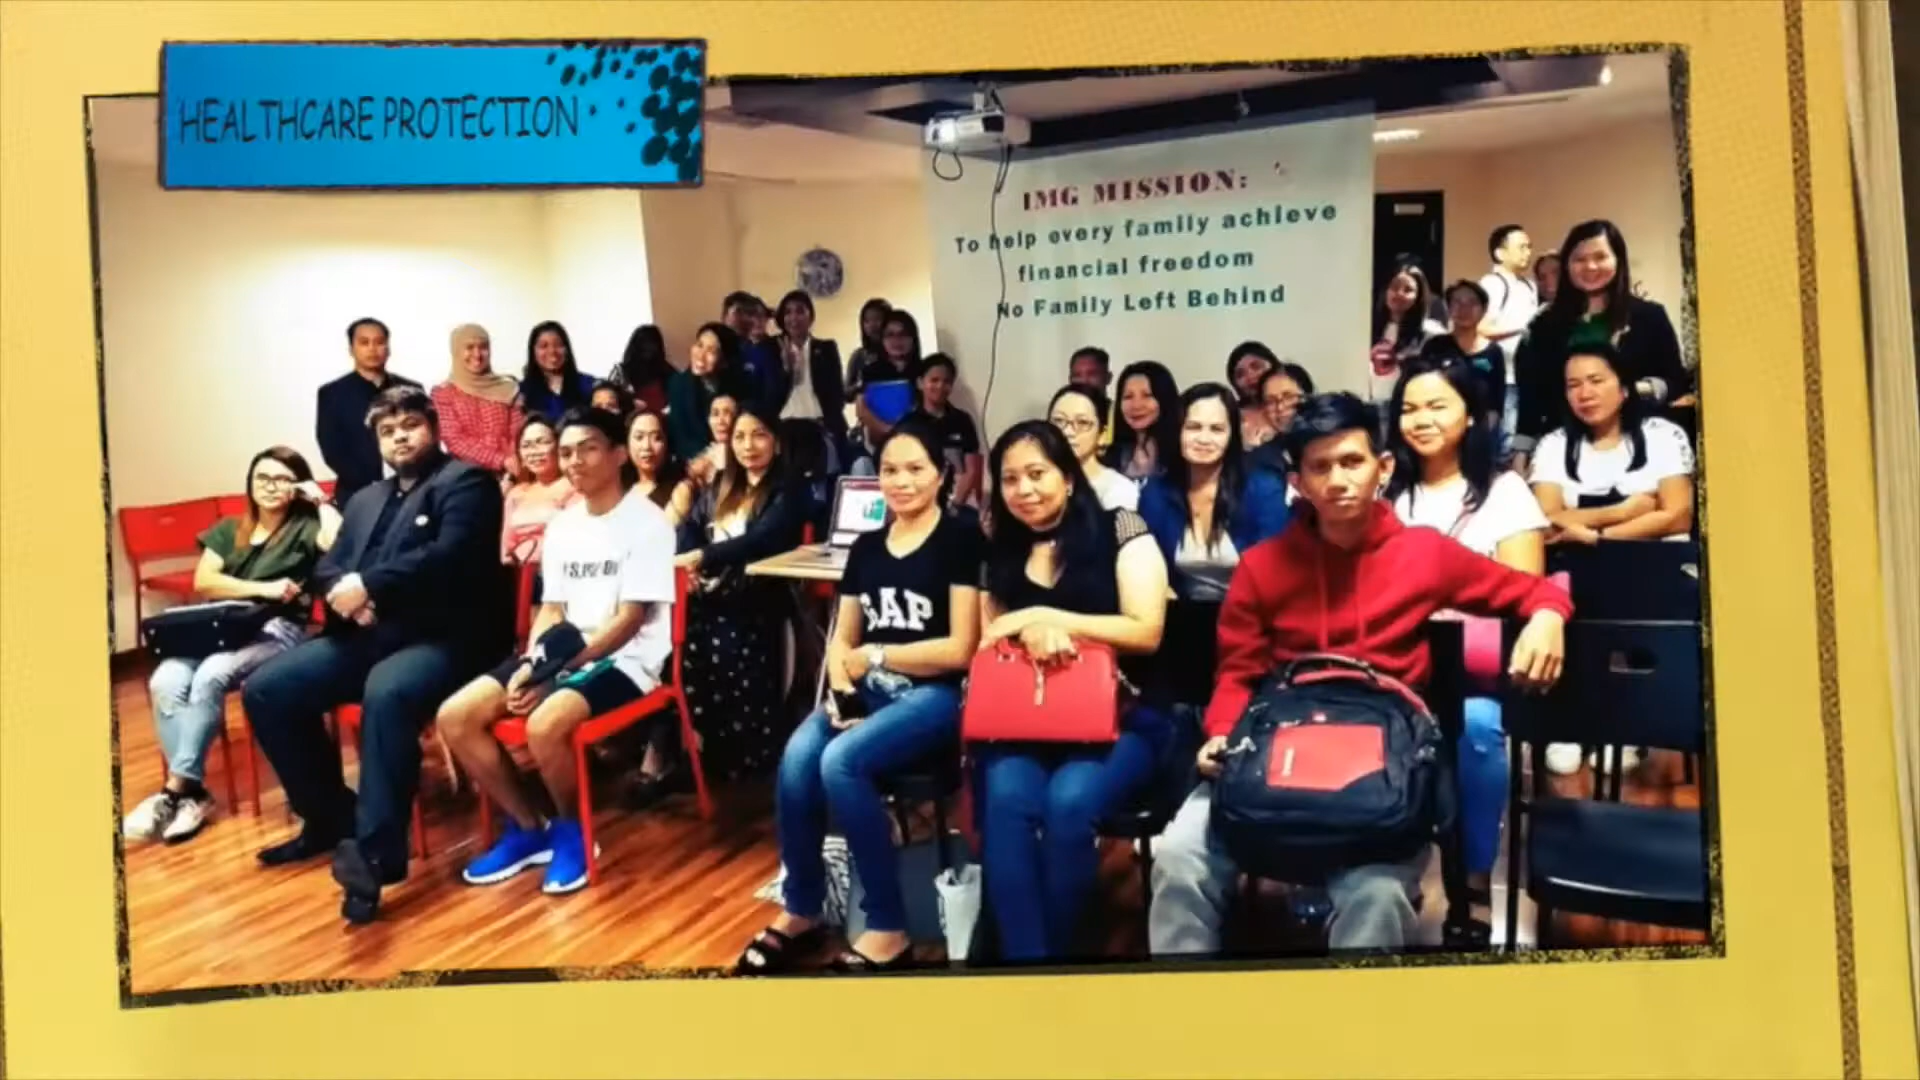 HEALTHCARE PROTECTION
IMG MISSION:
To help every family achieve
financial freedom
No Family Left Behind
GAP